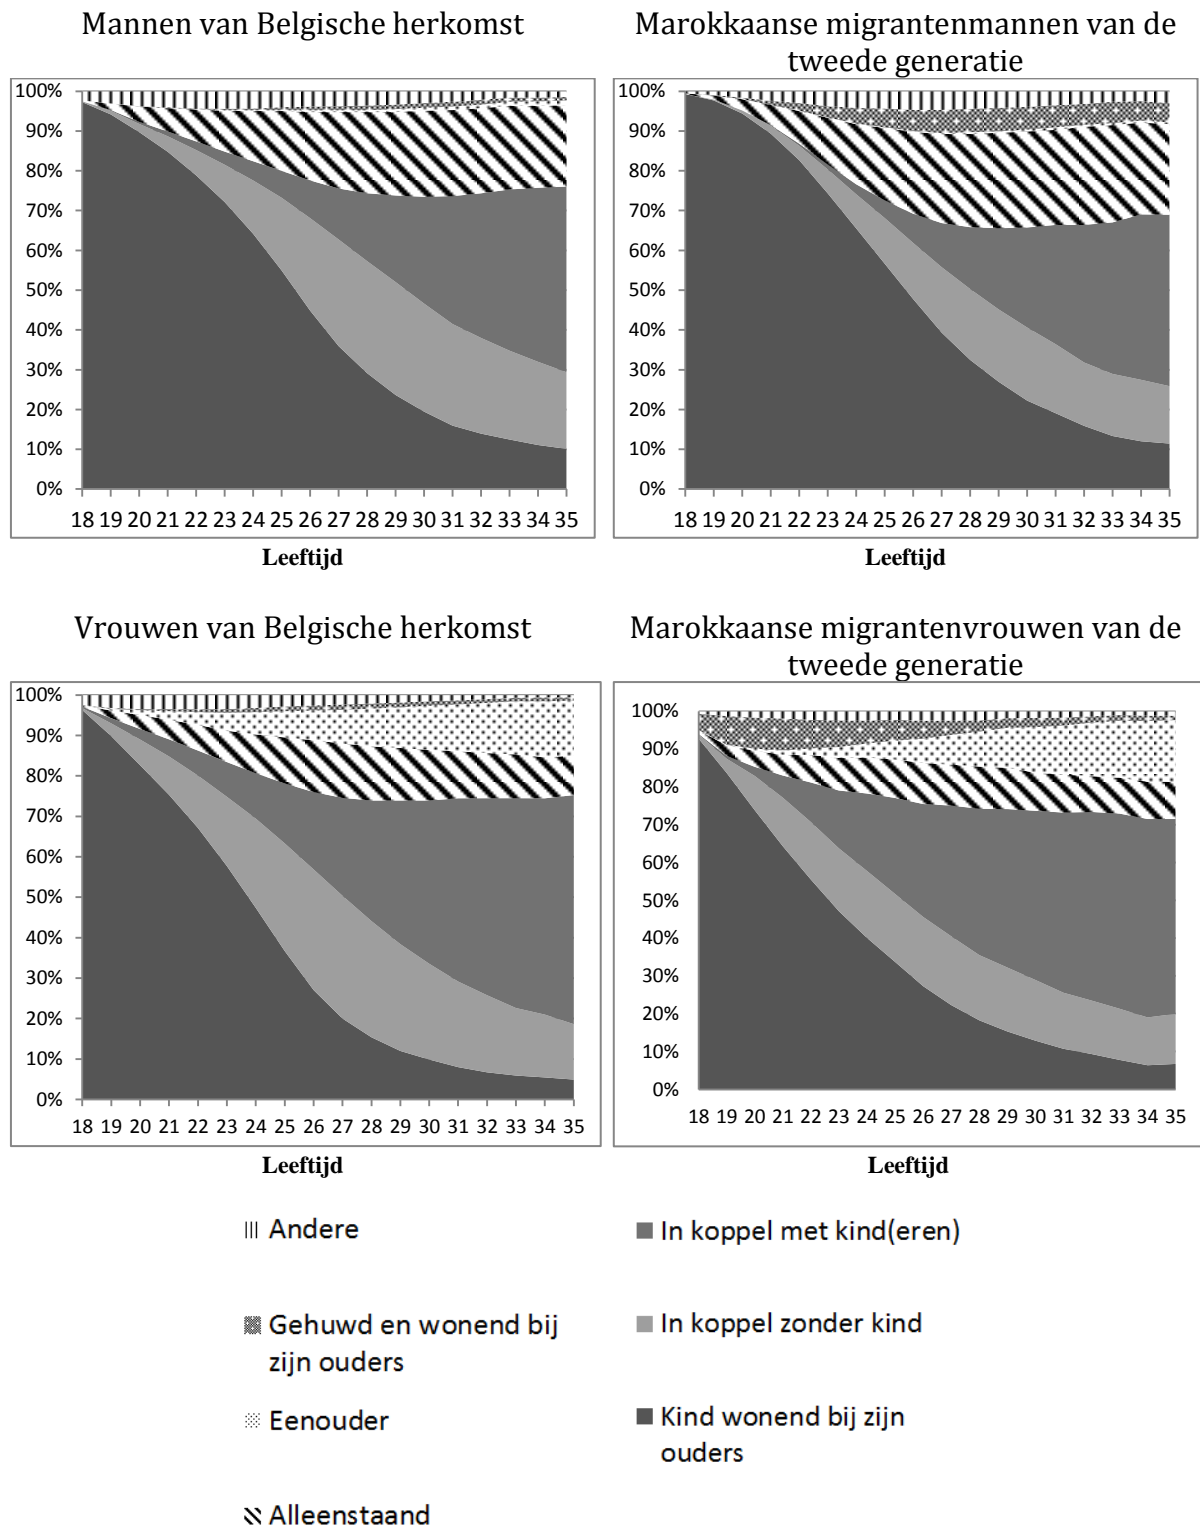 Mannen van Belgische herkomst
100%
90%
80%
70%
60%
50%
40%
30%
20%
10%
0%
18 19 20 21 22 23 24 25 26 27 28 29 30 31 32 33 34 35
Leeftijd
Marokkaanse migrantenmannen van de
tweede generatie
100%
90%
80%
70%
60%
50%
40%
30%
20%
10%
0%
18 19 20 21 22 23 24 25 26 27 28 29 30 31 32 33 34 35
Leeftijd
Vrouwen van Belgische herkomst
100%
90%
80%
70%
60%
50%
40%
30%
20%
10%
0%
18 19 20 21 22 23 24 25 26 27 28 29 30 31 32 33 34 35
Leeftijd
Marokkaanse migrantenvrouwen van de
tweede generatie
100%
90%
80%
70%
60%
50%
40%
30%
20%
10%
0%
18 19 20 21 22 23 24 25 26 27 28 29 30 31 32 33 34 35
Leeftijd
Andere
Gehuwd en wonend bij
zijn ouders
Eenouder
Alleenstaand
In koppel met kind(eren)
In koppel zonder kind
Kind wonend bij zijn
ouders